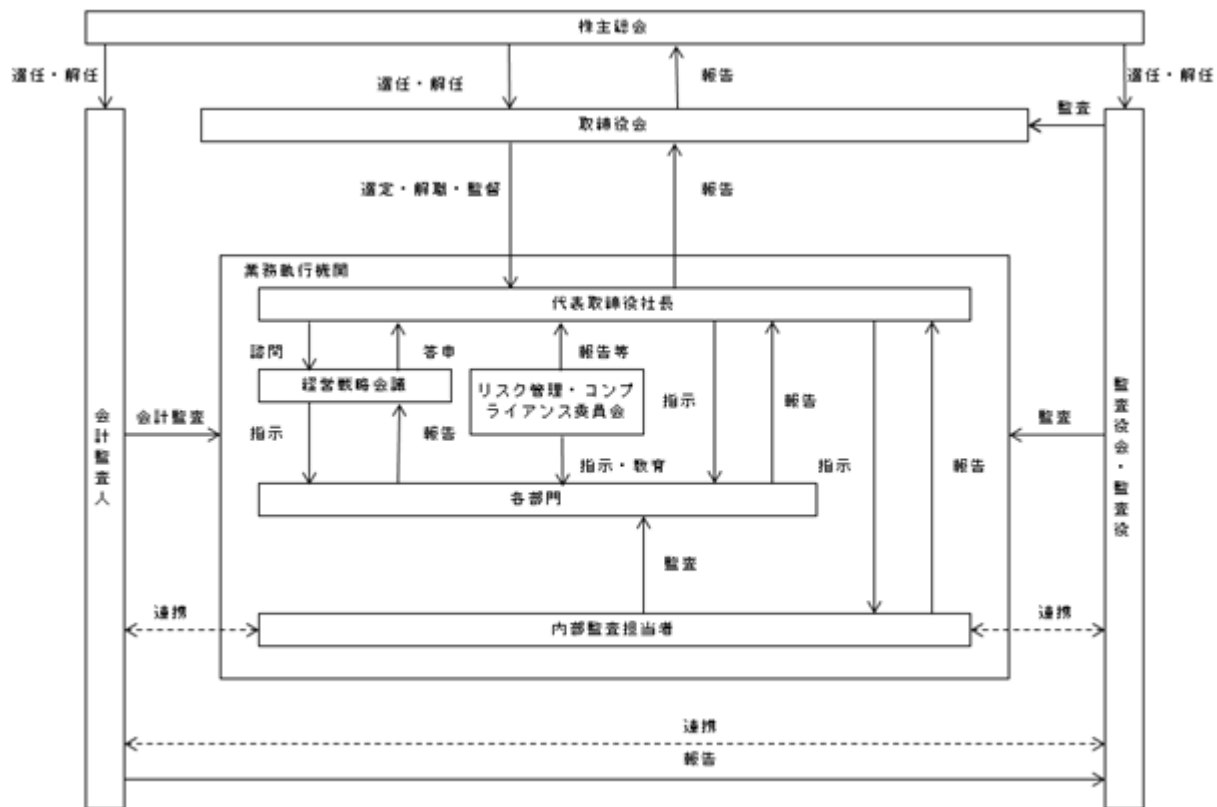 株主総会
選任・解任
選任・解任
報告
選任・解任
取締役会
監査
選定・解職・監督
報告
業務執行機関
代表取締役社長
諮問
答申
報告等
経営戦略会議
リスク管理・コンプ
ライアンス委員会
指示
報告
会計監査人
会計監査
指示
報告
指示・教育
指示
報告
監査
監査役会・監査役
各部門
監査
連携
内部監査担当者
連携
連携
報告